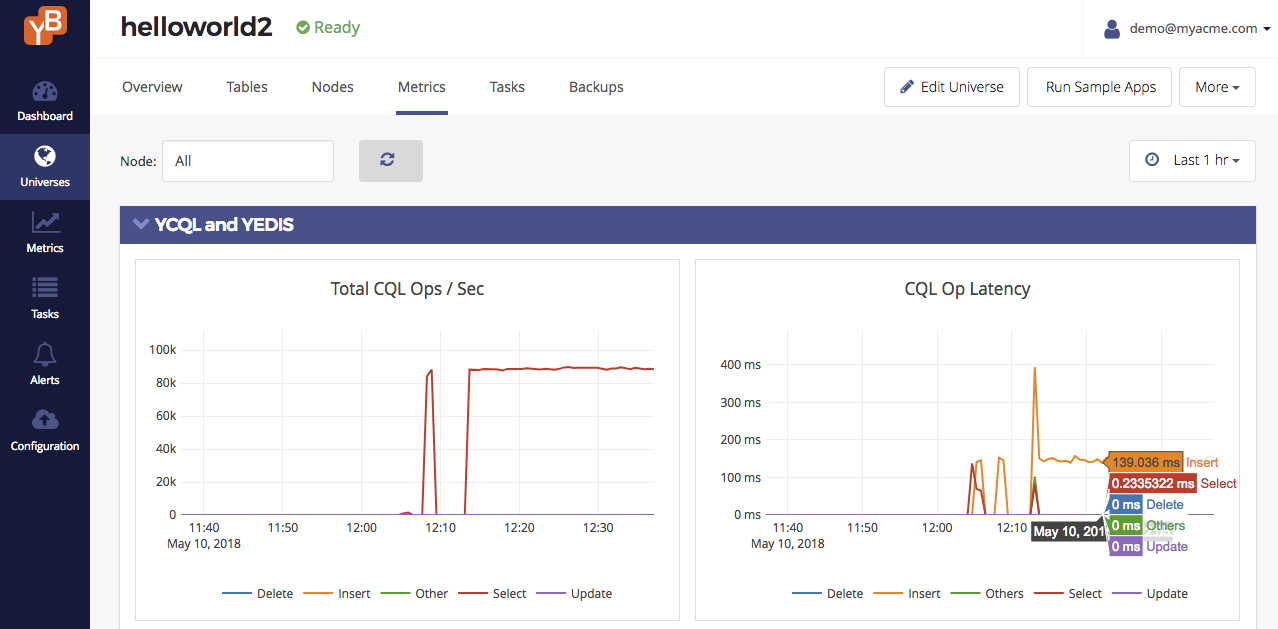 YB
helloworld2
Ready
demo@myacme.com
Dashboard
Universes
Metrics
Tasks
Alerts
Configuration
Overview
Tables
Nodes
Metrics
Tasks
Backups
Edit Universe
Run Sample Apps
More
Node:
All
Last 1 hr
YCQL and YEDIS
Total CQL Ops / Sec
100k
80k
60k
40k
20k
0
11:40
11:50
12:00
12:10
12:20
12:30
May 10, 2018
Delete
Insert
Other
Select
Update
CQL Op Latency
400 ms
300 ms
200 ms
100 ms
0 ms
11:40
11:50
12:00
12:10
May 10, 2018
139.036 ms Insert
0.2335322 ms Select
0 ms Delete
0 ms Others
0 ms Update
May 10, 201
Delete
Insert
Others
Select
Update